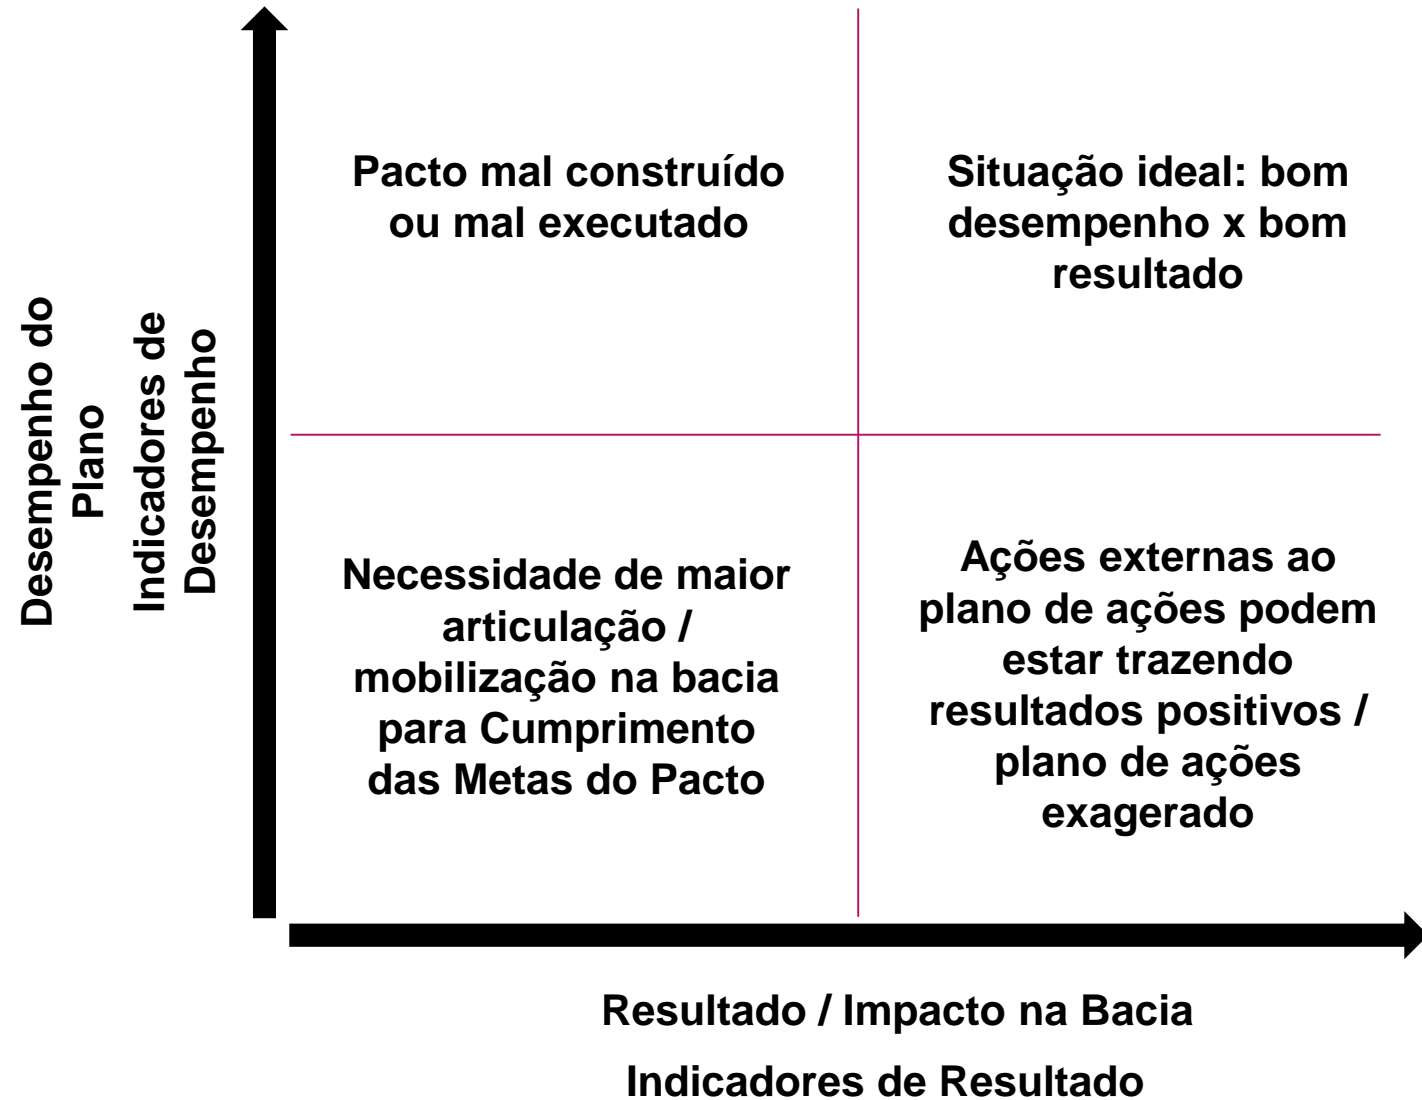 Desempenho do
Plano
Indicadores de
Desempenho
Pacto mal construído
ou mal executado
Situação ideal: bom
desempenho x bom
resultado
Necessidade de maior
articulação /
mobilização na bacia
para Cumprimento
das Metas do Pacto
Ações externas ao
plano de ações podem
estar trazendo
resultados positivos /
plano de ações
exagerado
Resultado / Impacto na Bacia
Indicadores de Resultado